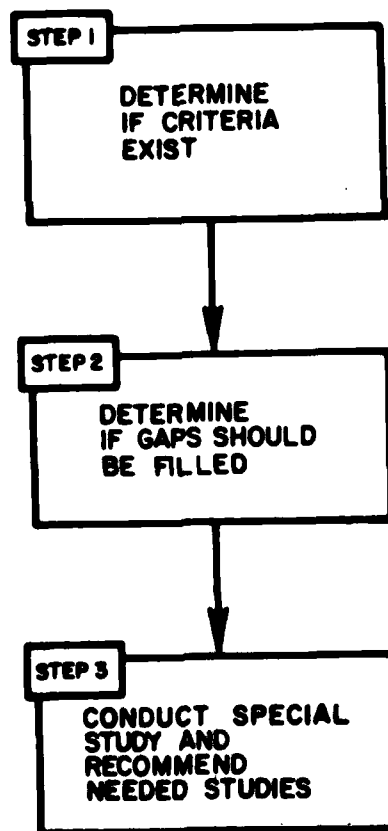 STEP 1
DETERMINE
IF CRITERIA
EXIST
STEP 2
DETERMINE
IF GAPS SHOULD
BE FILLED
STEP 3
CONDUCT SPECIAL
STUDY AND
RECOMMEND
NEEDED STUDIES